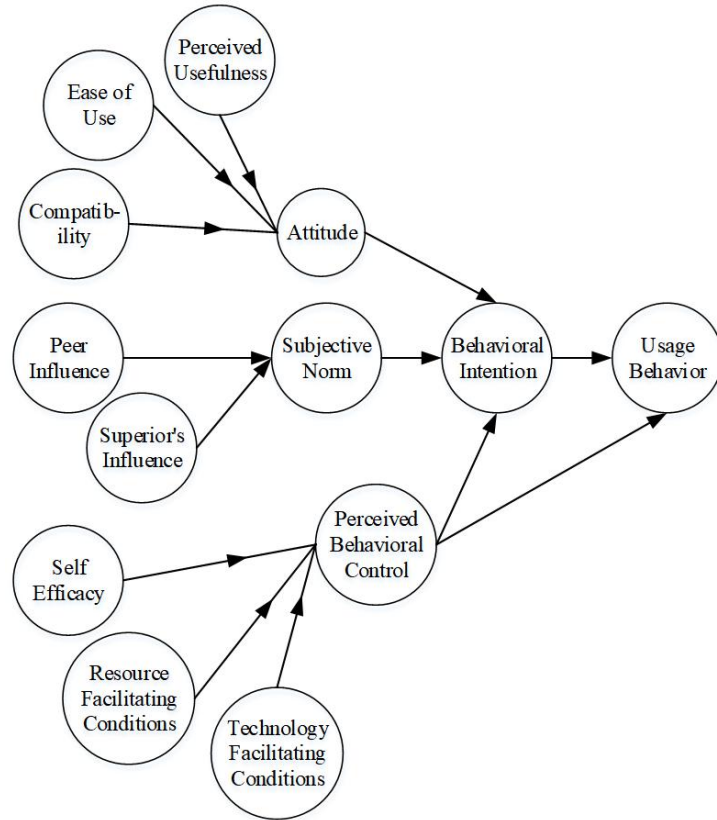 Perceived
Usefulness
Ease of
Use
Compatib-
ility
Attitude
Peer
Influence
Subjective
Norm
Behavioral
Intention
Usage
Behavior
Superior's
Influence
Perceived
Behavioral
Control
Self
Efficacy
Resource
Facilitating
Conditions
Technology
Facilitating
Conditions